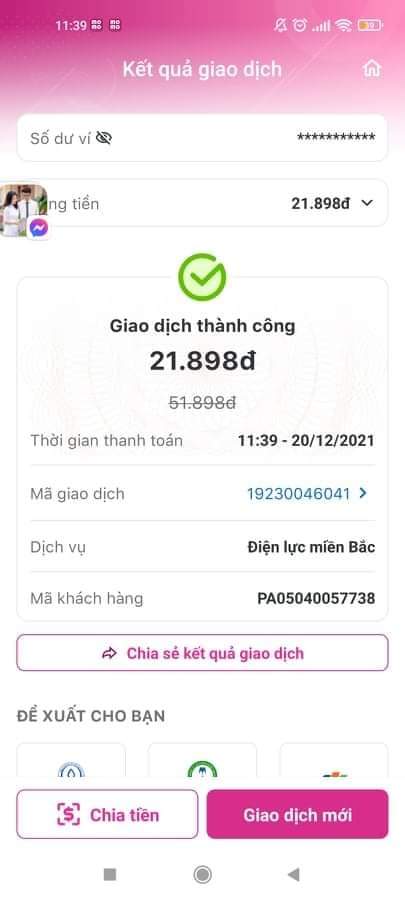 11:39
Kết quả giao dịch
Số dư ví ***********
ng tiền 21.898đ
Giao dịch thành công
21.898đ
51.898đ
Thời gian thanh toán 11:39 - 20/12/2021
Mã giao dịch 19230046041
Dịch vụ Điện lực miền Bắc
Mã khách hàng PA05040057738
Chia sẻ kết quả giao dịch
ĐỀ XUẤT CHO BẠN
Chia tiền Giao dịch mới